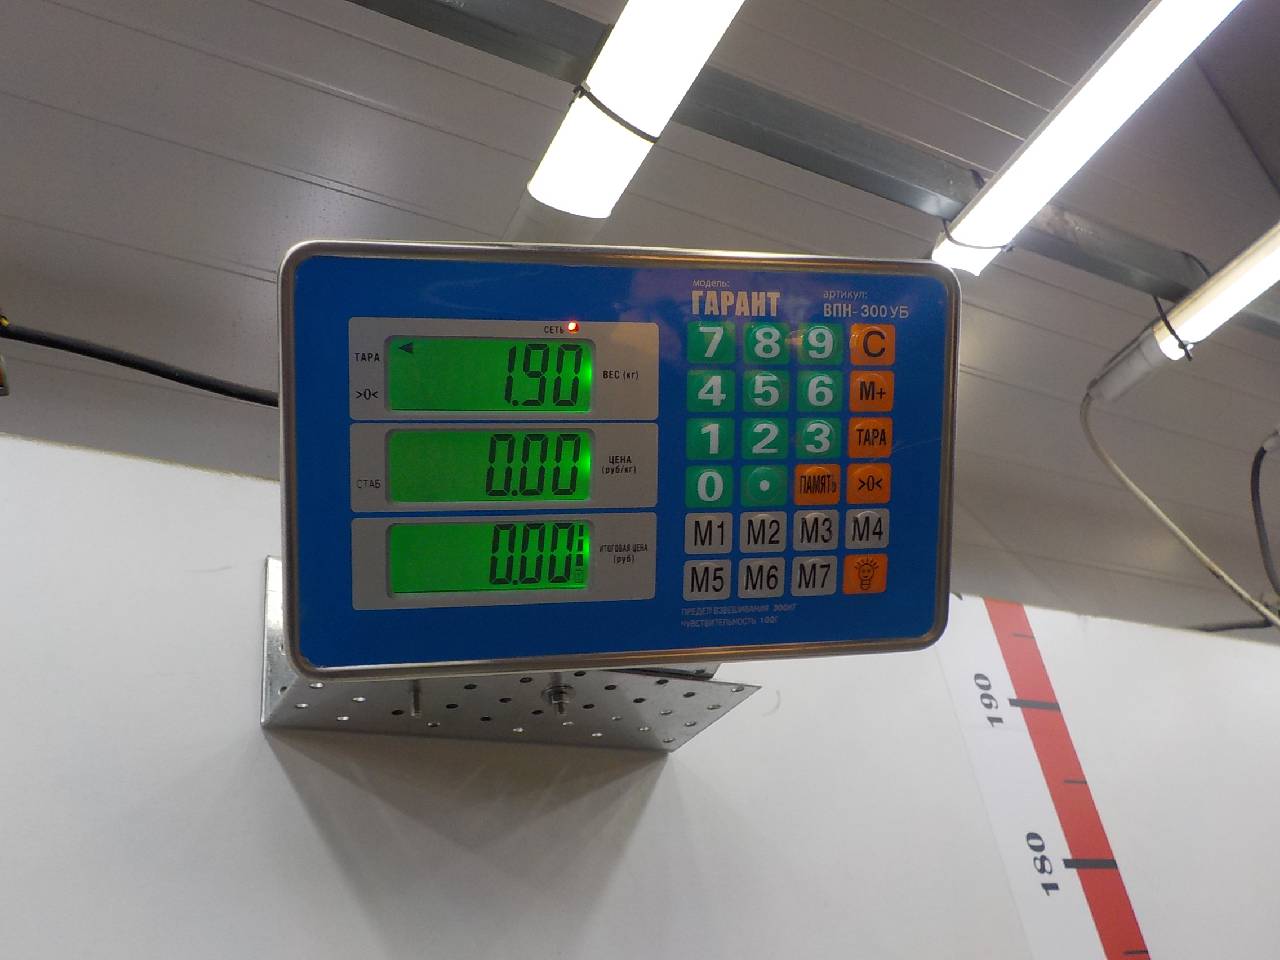 модель:
ГАРАНТ
артикул:
ВПН-300УБ
СЕТЬ
ТАРА
>0<
1.90
ВЕС (кг)
0.00
ЦЕНА
(руб/кг)
СТАБ
0.00
ИТОГОВАЯ ЦЕНА
(руб)
7 8 9 C
4 5 6 M+
1 2 3 ТАРА
0 . ПАМЯТЬ >0<
M1 M2 M3 M4
M5 M6 M7
ПРЕДЕЛ ВЗВЕШИВАНИЯ 300КГ
ЧУВСТВИТЕЛЬНОСТЬ 100Г
190
180